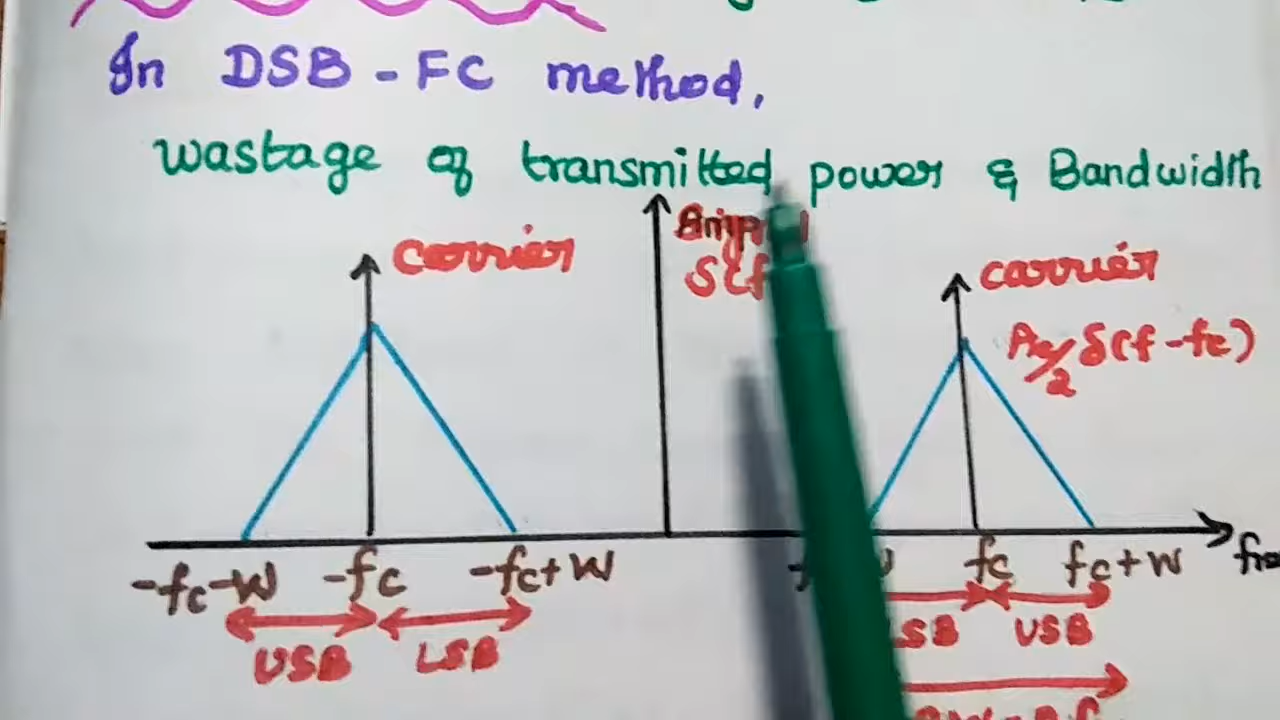 In DSB-FC method,
wastage of transmitted power & Bandwidth
carrier
S(f
carrier
Ac/2 δ(f-fc)
-fc-W -fc -fc+W fc fc+W
USB LSB SB USB